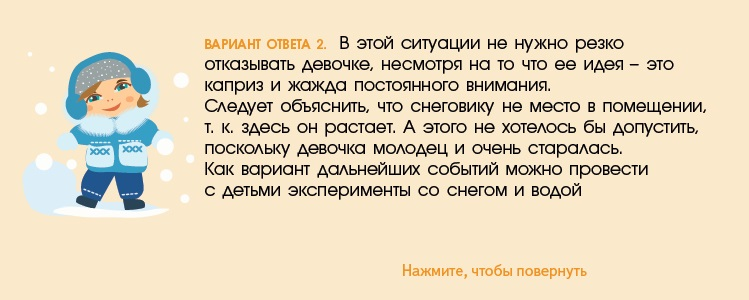 ВАРИАНТ ОТВЕТА 2. В этой ситуации не нужно резко
отказывать девочке, несмотря на то что ее идея – это
каприз и жажда постоянного внимания.
Следует объяснить, что снеговику не место в помещении,
т. к. здесь он растает. А этого не хотелось бы допустить,
поскольку девочка молодец и очень старалась.
Как вариант дальнейших событий можно провести
с детьми эксперименты со снегом и водой
Нажмите, чтобы повернуть